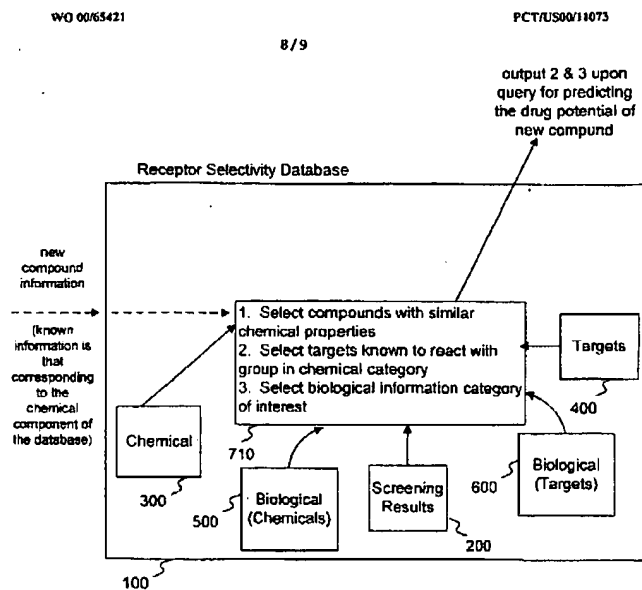 WO 00/65421
PCT/US00/11073
8/9
output 2 & 3 upon
query for predicting
the drug potential of
new compund
Receptor Selectivity Database
new
compound
information
(known
information is
that
corresponding
to the
chemical
component of
the database)
1. Select compounds with similar
chemical properties
2. Select targets known to react with
group in chemical category
3. Select biological information category
of interest
710
Targets
400
Chemical
300
500
Biological
(Chemicals)
Screening
Results
200
600
Biological
(Targets)
100